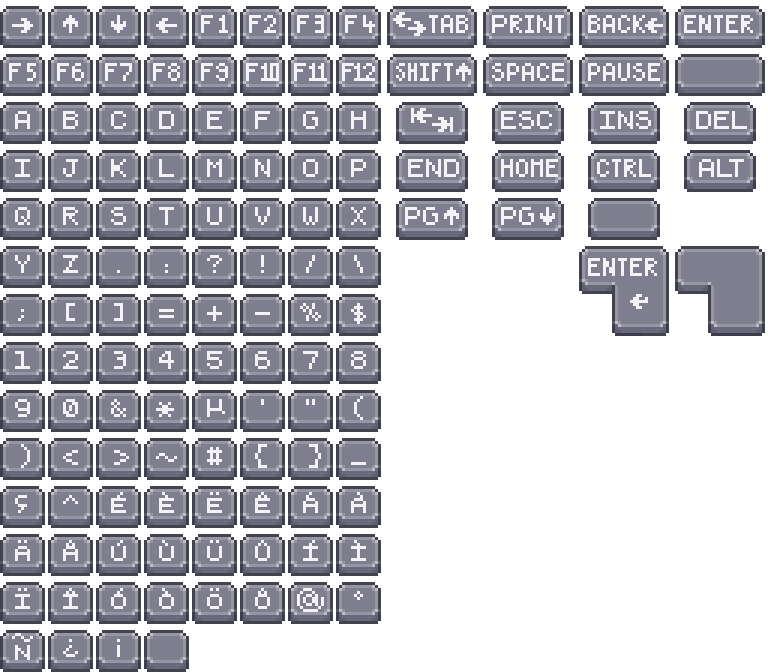 → ↑ ↓ ← F1 F2 F3 F4 ⇆TAB PRINT BACK← ENTER
F5 F6 F7 F8 F9 F10 F11 F12 SHIFT↑ SPACE PAUSE
A B C D E F G H ESC INS DEL
I J K L M N O P END HOME CTRL ALT
Q R S T U V W X PG↑ PG↓
Y Z . : ? ! / \ ENTER ←
; [ ] = + - % $
1 2 3 4 5 6 7 8
9 0 & * µ ' " (
) < > ~ # { } _
ç ^ É È Ë Ê Á À
Ä Â Ú Ù Ü Û Í Ì
Ï Î Ó Ò Ö Ô @ °
Ñ ¿ ¡